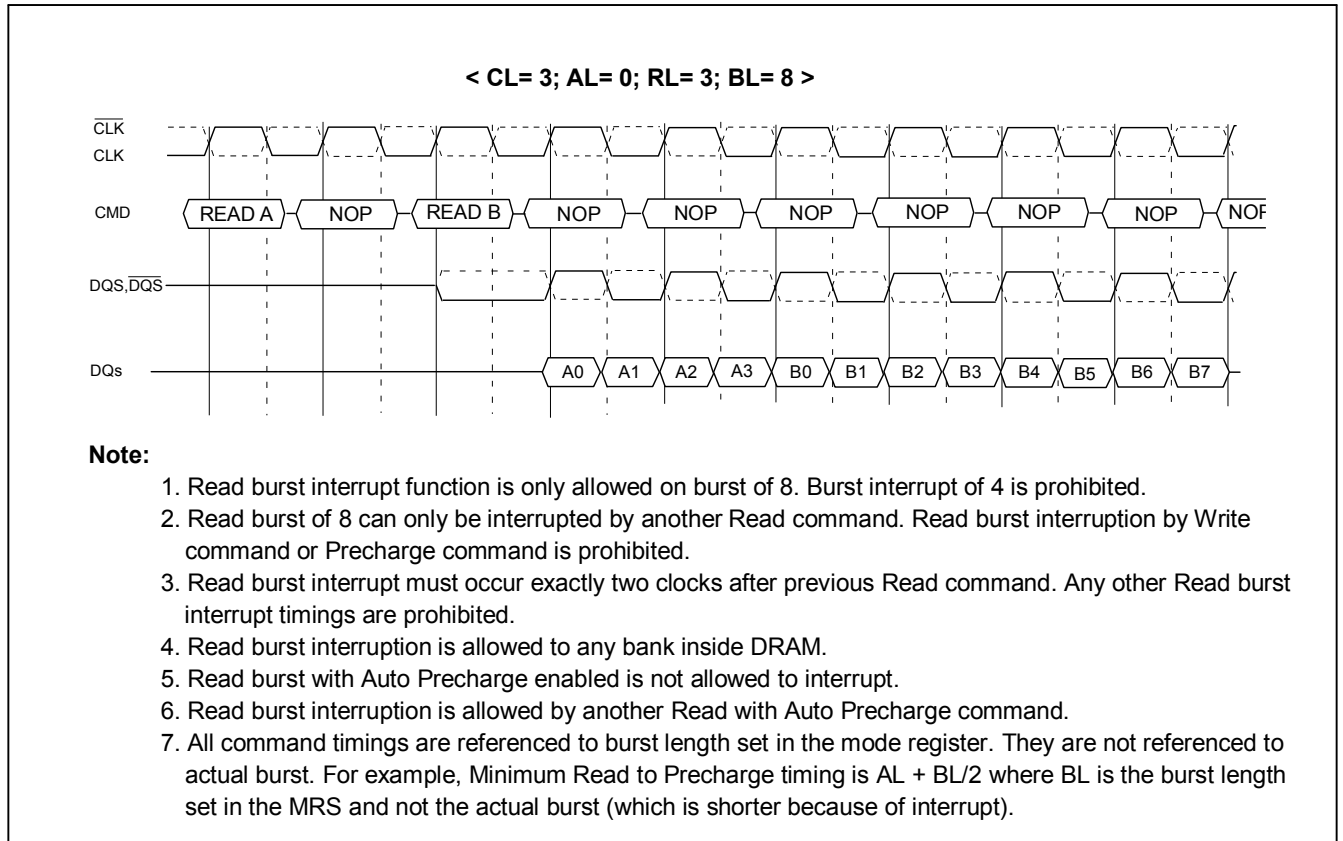 < CL= 3; AL= 0; RL= 3; BL= 8 >
CLK
CLK
CMD READ A NOP READ B NOP NOP NOP NOP NOP NOP NOP
DQS,DQS
DQs A0 A1 A2 A3 B0 B1 B2 B3 B4 B5 B6 B7
Note:
1. Read burst interrupt function is only allowed on burst of 8. Burst interrupt of 4 is prohibited.
2. Read burst of 8 can only be interrupted by another Read command. Read burst interruption by Write
command or Precharge command is prohibited.
3. Read burst interrupt must occur exactly two clocks after previous Read command. Any other Read burst
interrupt timings are prohibited.
4. Read burst interruption is allowed to any bank inside DRAM.
5. Read burst with Auto Precharge enabled is not allowed to interrupt.
6. Read burst interruption is allowed by another Read with Auto Precharge command.
7. All command timings are referenced to burst length set in the mode register. They are not referenced to
actual burst. For example, Minimum Read to Precharge timing is AL + BL/2 where BL is the burst length
set in the MRS and not the actual burst (which is shorter because of interrupt).